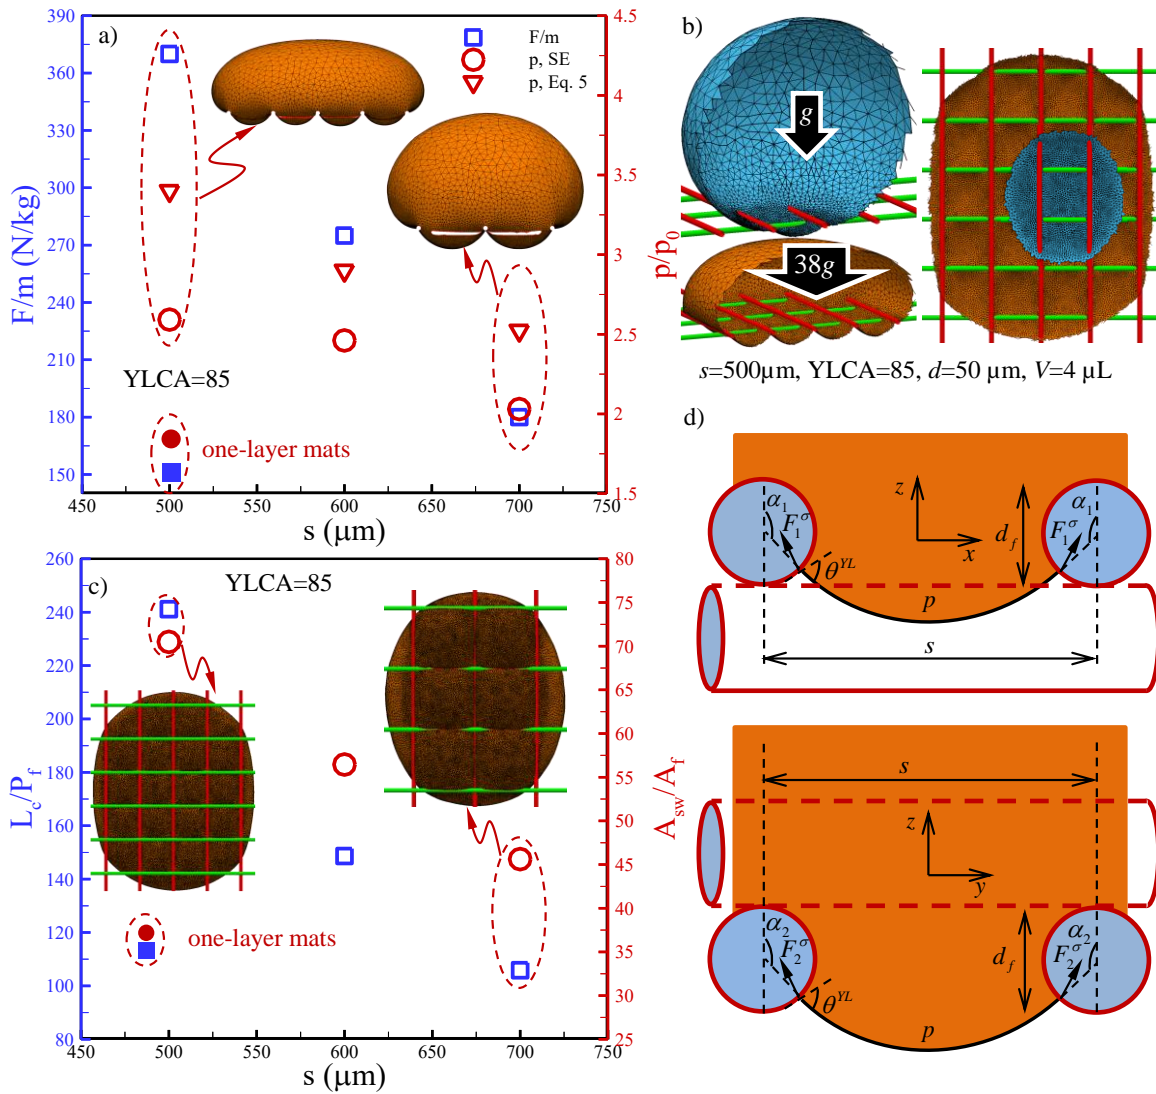 a)
F/m
p, SE
p, Eq. 5
390
360
330
300
270
240
210
180
150
F/m (N/kg)
4.5
4
3.5
3
2.5
2
1.5
p/p0
YLCA=85
one-layer mats
450 500 550 600 650 700 750
s (μm)
b)
g
38g
s=500μm, YLCA=85, d=50 μm, V=4 μL
c)
YLCA=85
260
240
220
200
180
160
140
120
100
80
Lc/Pf
80
75
70
65
60
55
50
45
40
35
30
25
Asw/Af
one-layer mats
450 500 550 600 650 700 750
s (μm)
d)
z
α1 α1
F1σ df F1σ
x
θYL
p
s
s
z
y
α2 α2
F2σ df F2σ
θYL
p